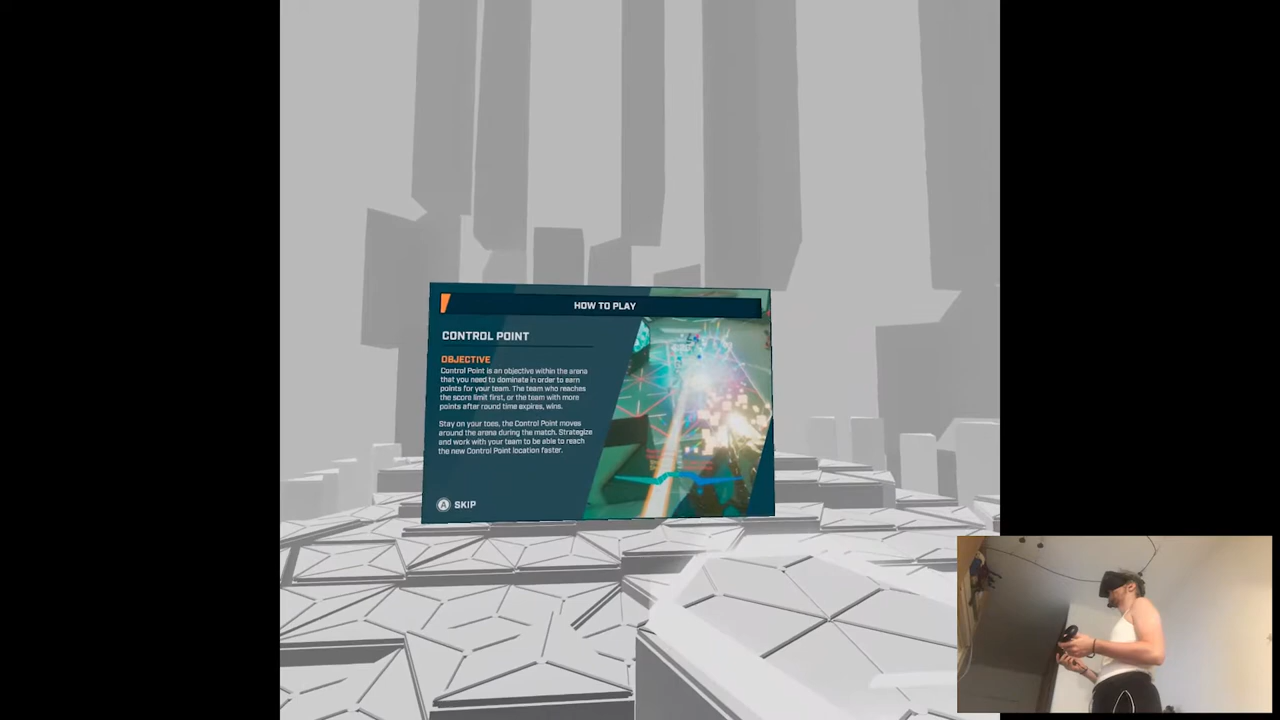 HOW TO PLAY
CONTROL POINT
OBJECTIVE
Control Point is an objective within the arena
that you need to dominate in order to earn
points for your team. The team who reaches
the score limit first, or the team with more
points after round time expires, wins.
Stay on your toes, the Control Point moves
around the arena during the match. Strategize
and work with your team to be able to reach
the new Control Point location faster.
A SKIP